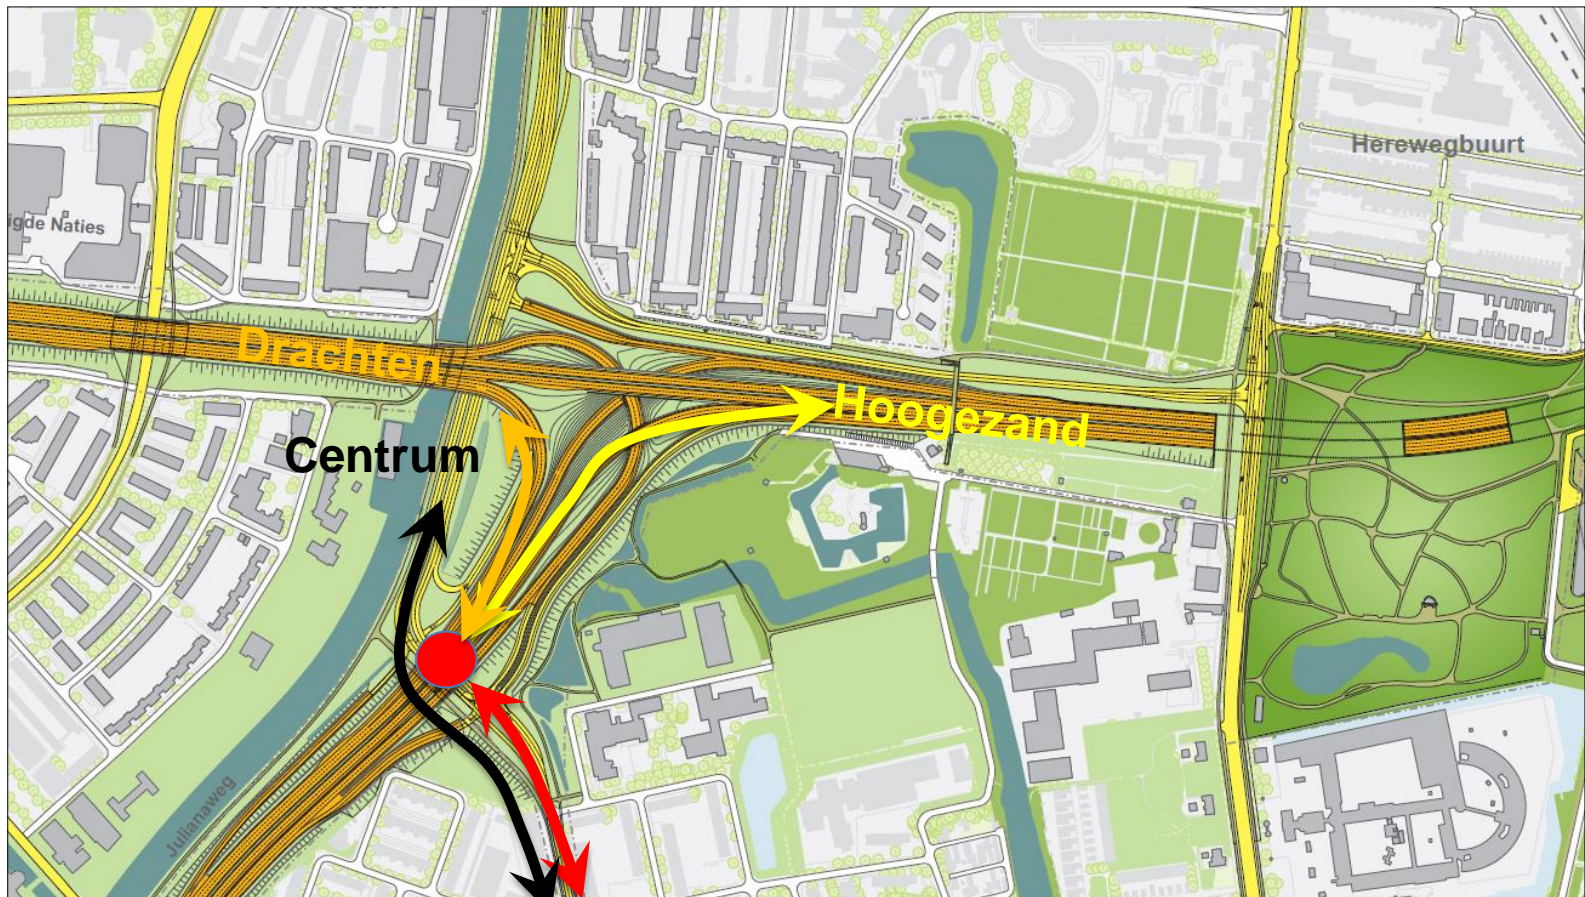 Herewegbuurt
igde Naties
Drachten
Hoogezand
Centrum
Julianaweg